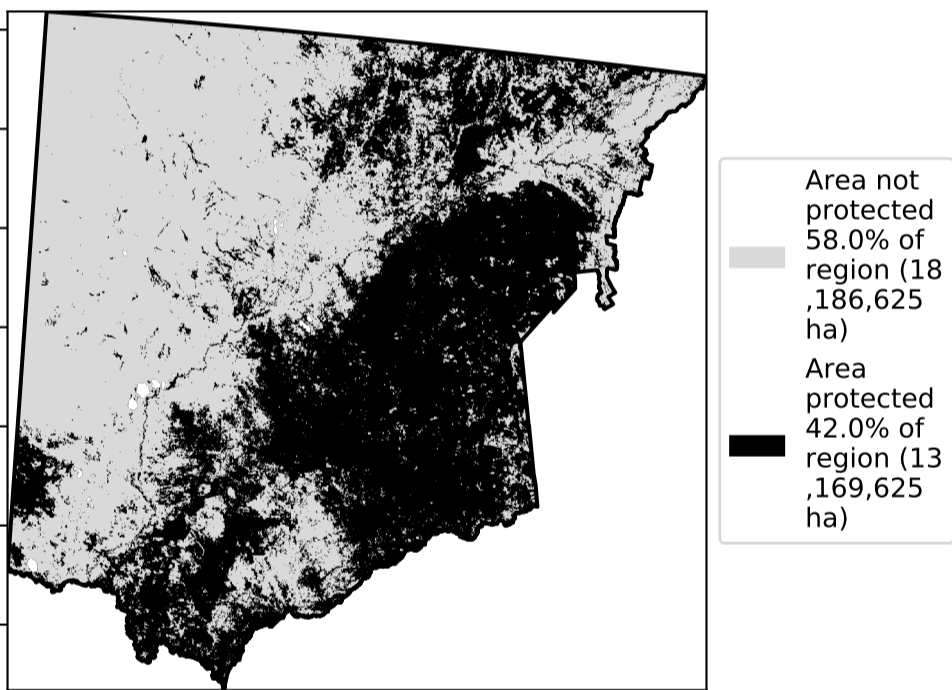 Area not
protected
58.0% of
region (18
,186,625
ha)
Area
protected
42.0% of
region (13
,169,625
ha)